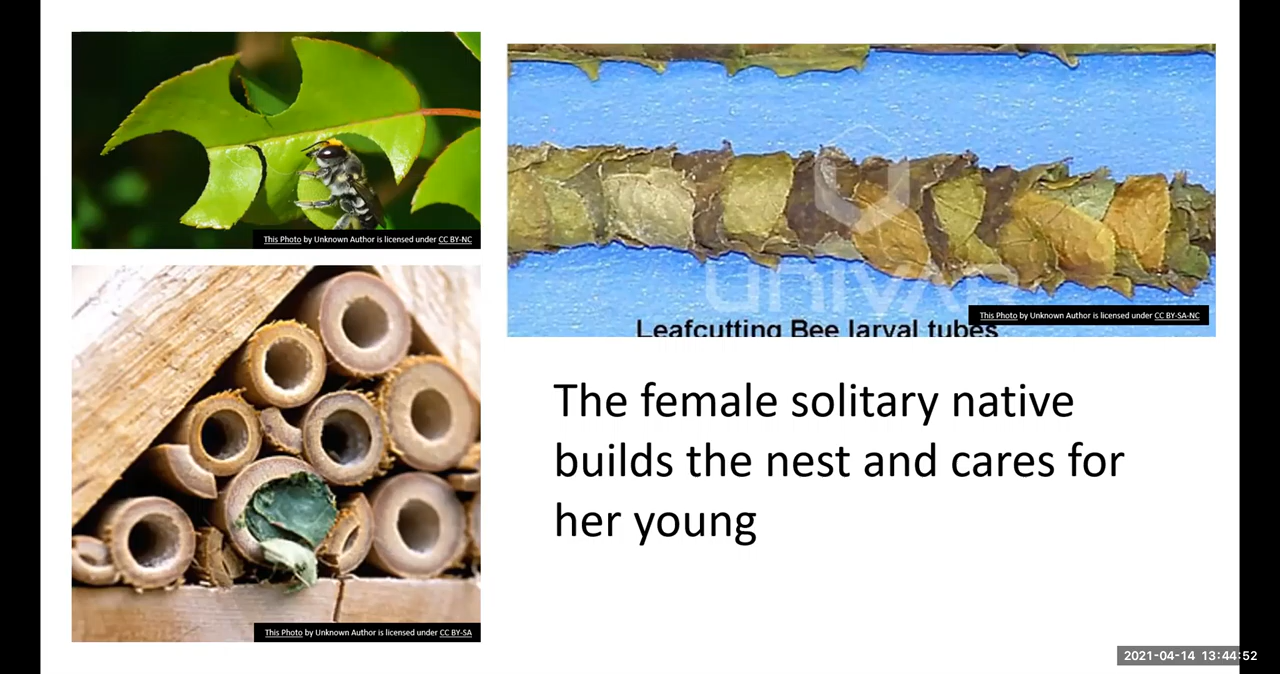 This Photo by Unknown Author is licensed under CC BY-NC
univar
This Photo by Unknown Author is licensed under CC BY-SA-NC
Leafcutting Bee larval tubes
The female solitary native
builds the nest and cares for
her young
This Photo by Unknown Author is licensed under CC BY-SA
2021-04-14 13:44:52